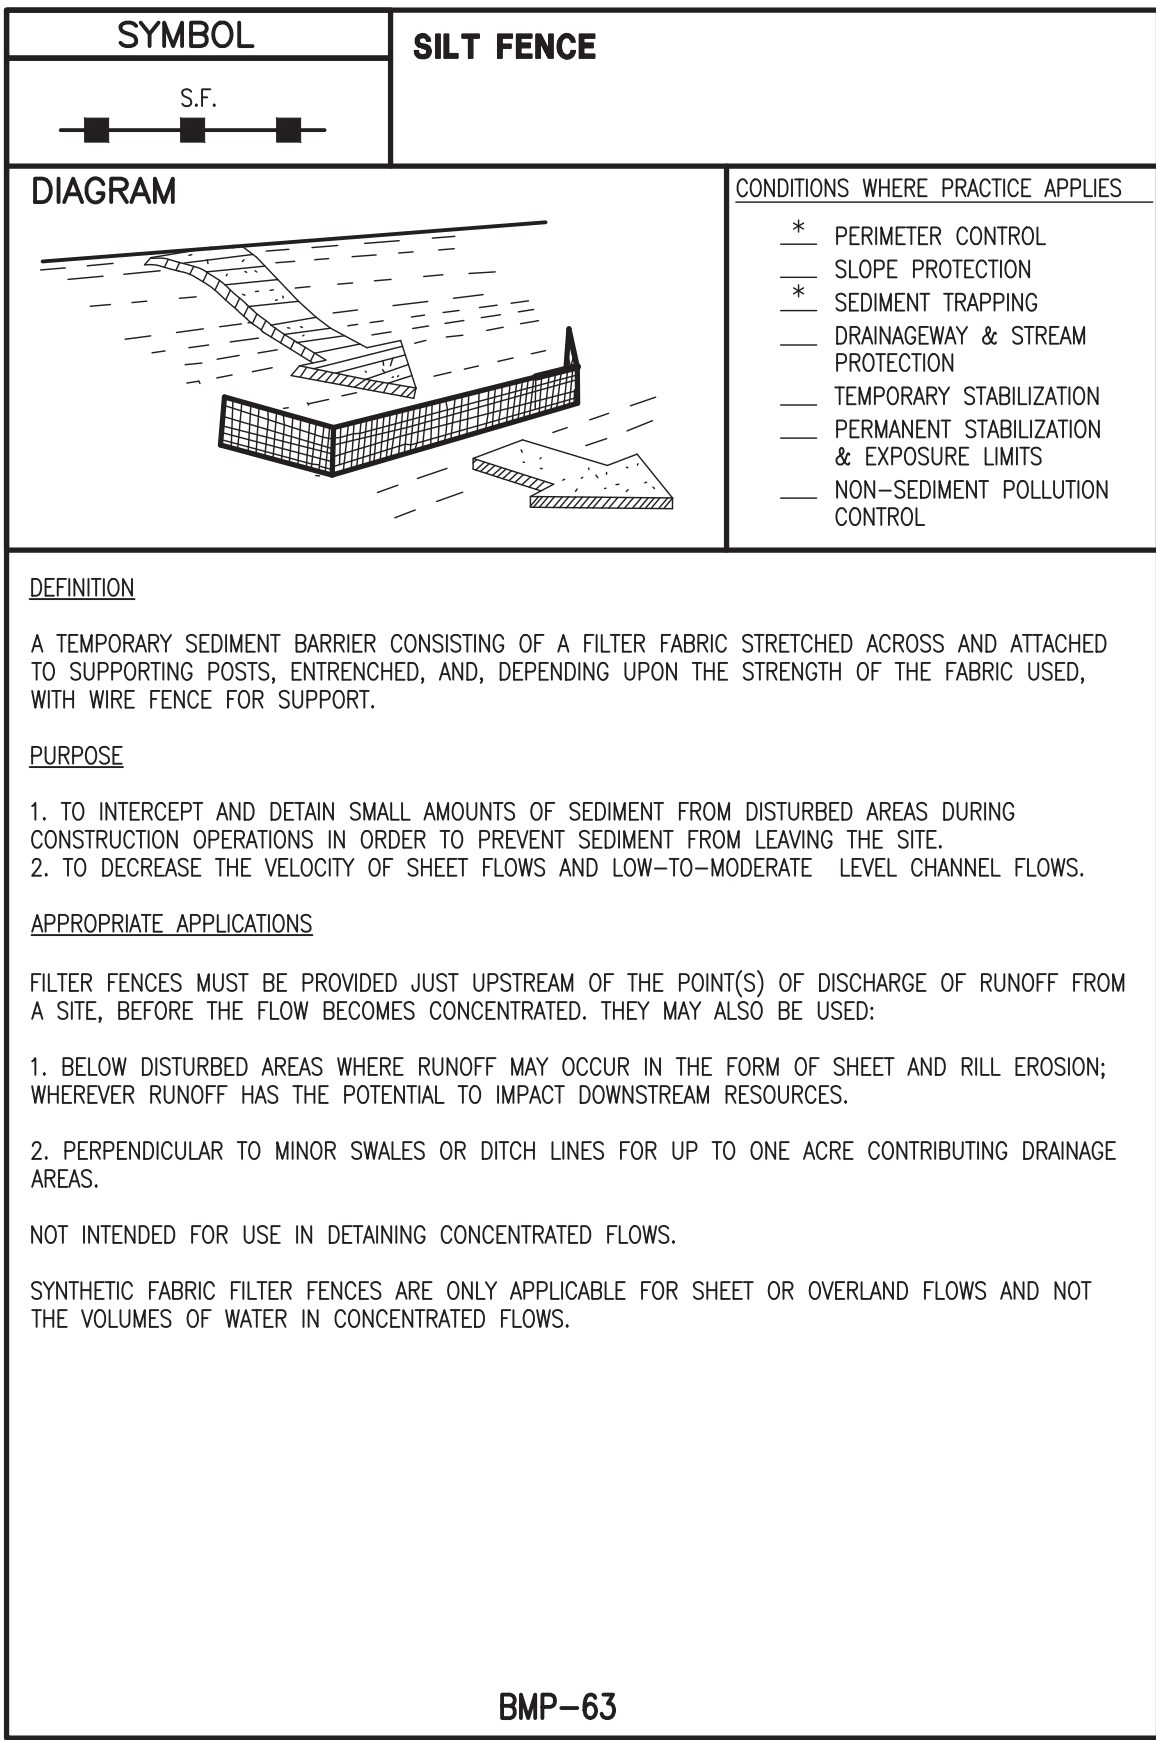 SYMBOL
SILT FENCE
S.F.
DIAGRAM
CONDITIONS WHERE PRACTICE APPLIES
* PERIMETER CONTROL
___ SLOPE PROTECTION
* SEDIMENT TRAPPING
___ DRAINAGEWAY & STREAM
PROTECTION
___ TEMPORARY STABILIZATION
___ PERMANENT STABILIZATION
& EXPOSURE LIMITS
___ NON-SEDIMENT POLLUTION
CONTROL
DEFINITION
A TEMPORARY SEDIMENT BARRIER CONSISTING OF A FILTER FABRIC STRETCHED ACROSS AND ATTACHED
TO SUPPORTING POSTS, ENTRENCHED, AND, DEPENDING UPON THE STRENGTH OF THE FABRIC USED,
WITH WIRE FENCE FOR SUPPORT.
PURPOSE
1. TO INTERCEPT AND DETAIN SMALL AMOUNTS OF SEDIMENT FROM DISTURBED AREAS DURING
CONSTRUCTION OPERATIONS IN ORDER TO PREVENT SEDIMENT FROM LEAVING THE SITE.
2. TO DECREASE THE VELOCITY OF SHEET FLOWS AND LOW-TO-MODERATE LEVEL CHANNEL FLOWS.
APPROPRIATE APPLICATIONS
FILTER FENCES MUST BE PROVIDED JUST UPSTREAM OF THE POINT(S) OF DISCHARGE OF RUNOFF FROM
A SITE, BEFORE THE FLOW BECOMES CONCENTRATED. THEY MAY ALSO BE USED:
1. BELOW DISTURBED AREAS WHERE RUNOFF MAY OCCUR IN THE FORM OF SHEET AND RILL EROSION;
WHEREVER RUNOFF HAS THE POTENTIAL TO IMPACT DOWNSTREAM RESOURCES.
2. PERPENDICULAR TO MINOR SWALES OR DITCH LINES FOR UP TO ONE ACRE CONTRIBUTING DRAINAGE
AREAS.
NOT INTENDED FOR USE IN DETAINING CONCENTRATED FLOWS.
SYNTHETIC FABRIC FILTER FENCES ARE ONLY APPLICABLE FOR SHEET OR OVERLAND FLOWS AND NOT
THE VOLUMES OF WATER IN CONCENTRATED FLOWS.
BMP-63